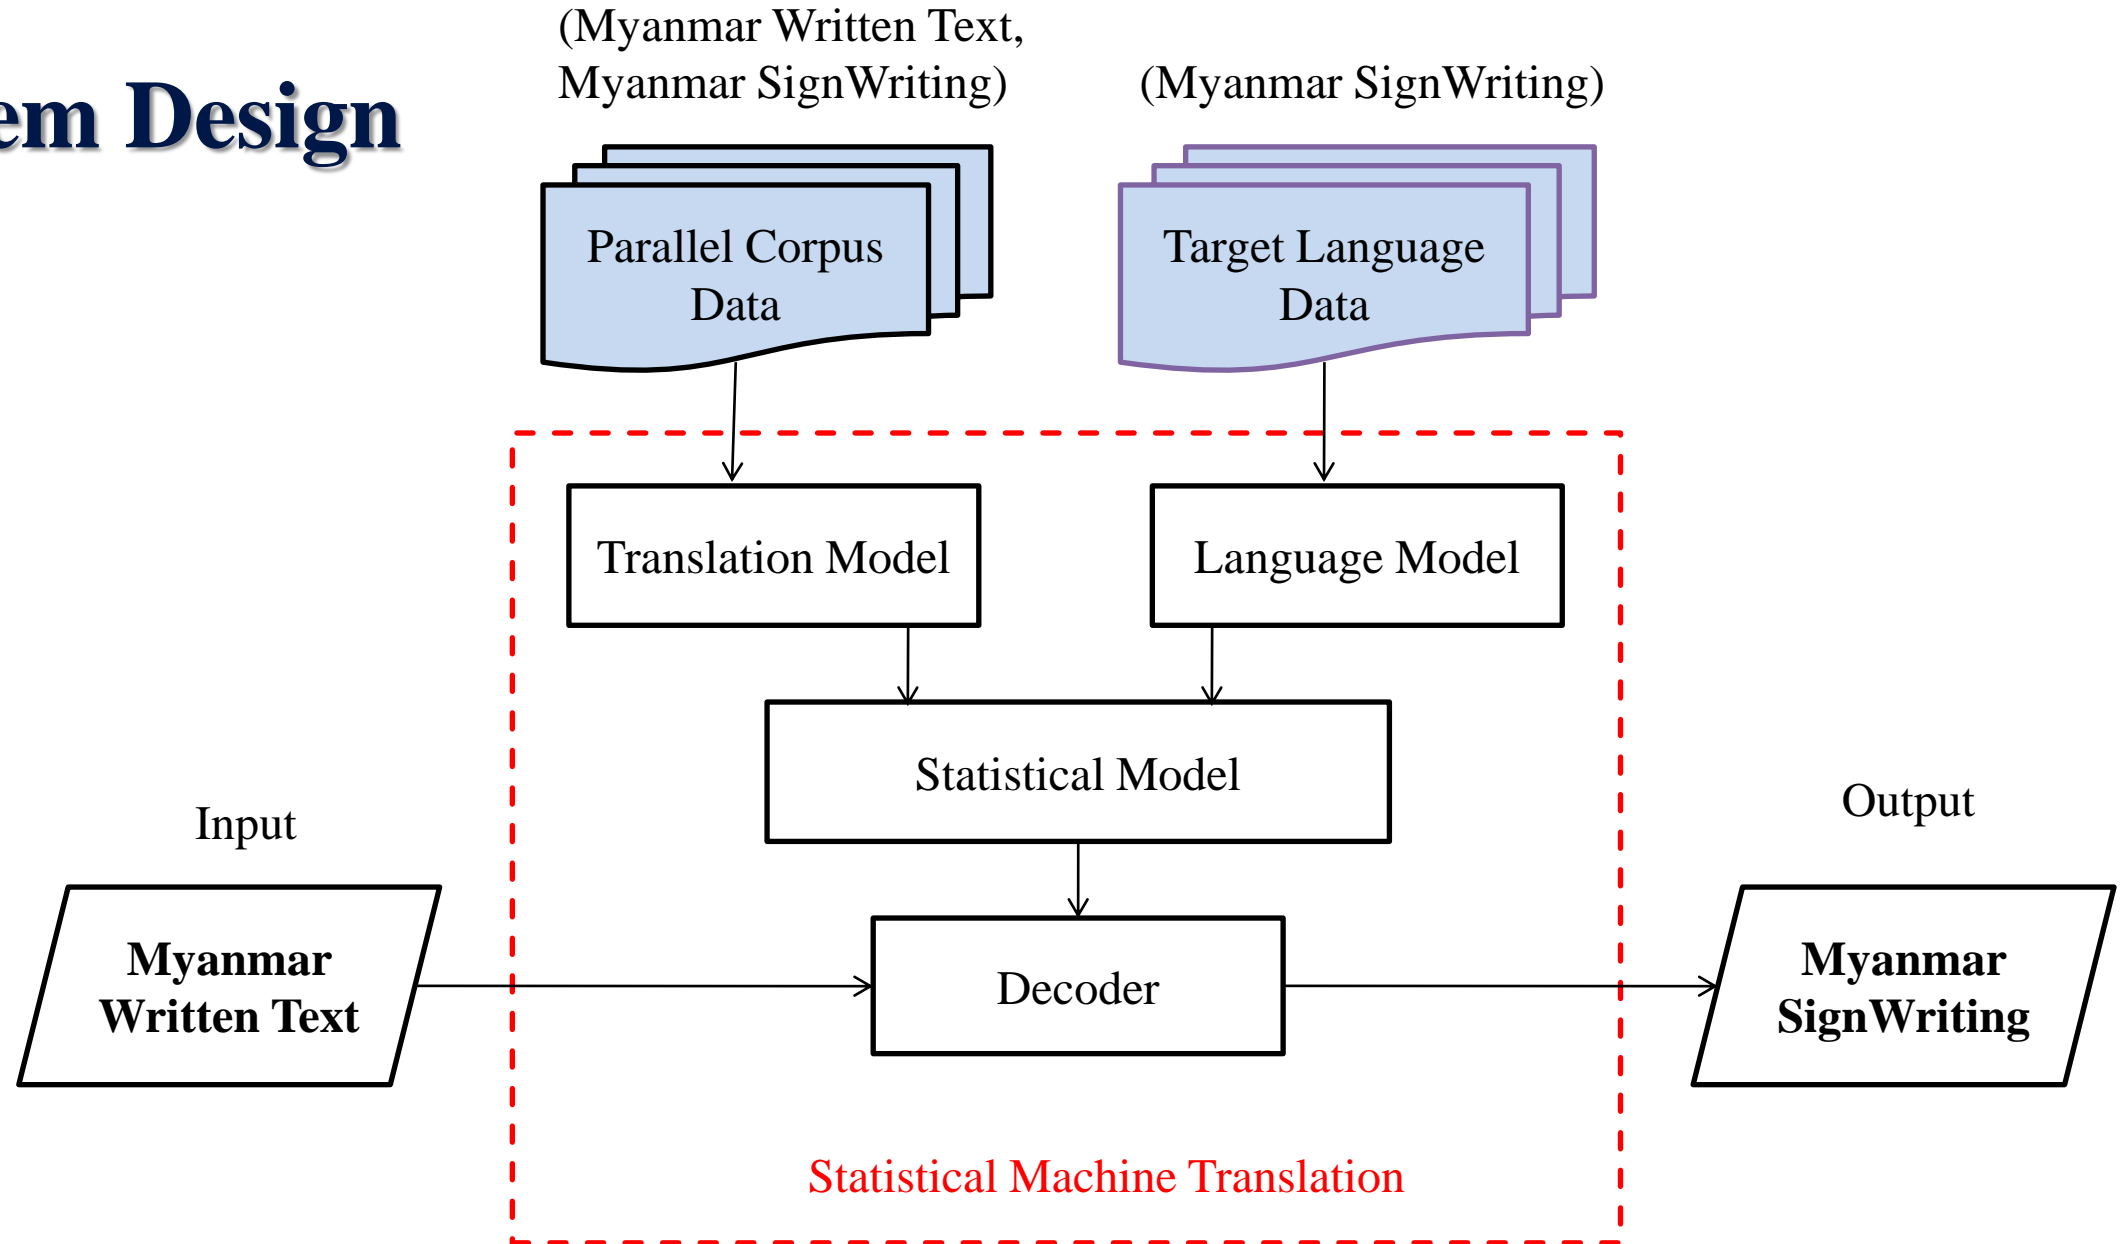 em Design
(Myanmar Written Text,
Myanmar SignWriting)
(Myanmar SignWriting)
Parallel Corpus
Data
Target Language
Data
Translation Model
Language Model
Statistical Model
Input
Output
Myanmar
Written Text
Decoder
Myanmar
SignWriting
Statistical Machine Translation